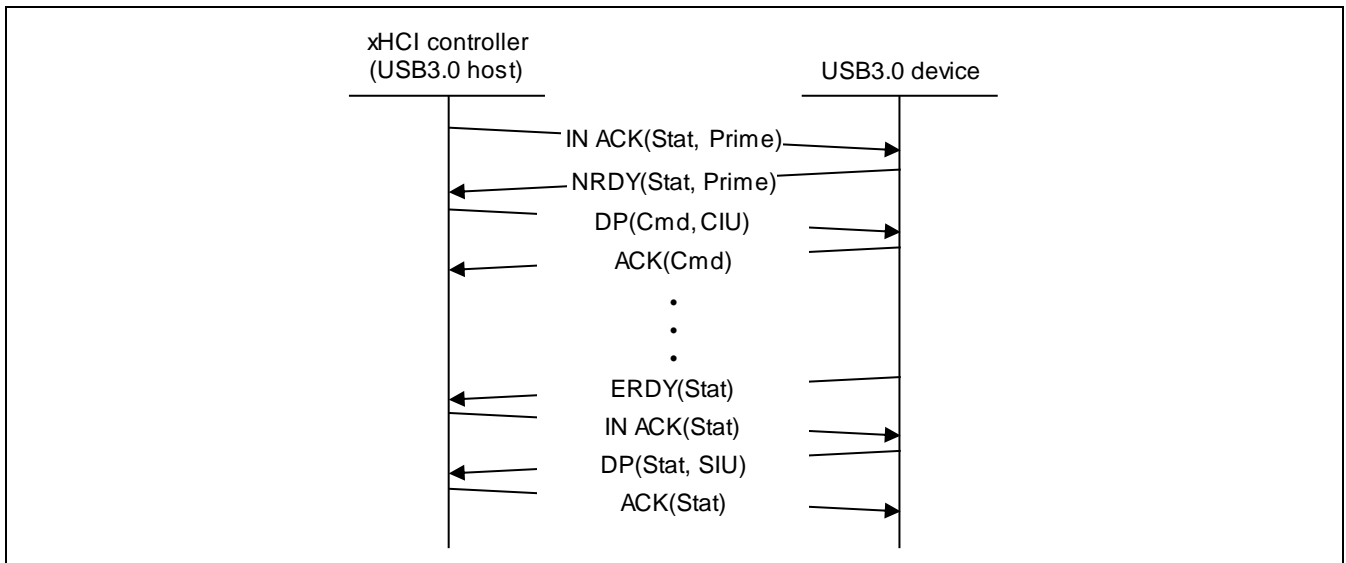 xHCI controller
(USB3.0 host)
USB3.0 device
IN ACK(Stat, Prime)
NRDY(Stat, Prime)
DP(Cmd, CIU)
ACK(Cmd)
ERDY(Stat)
IN ACK(Stat)
DP(Stat, SIU)
ACK(Stat)